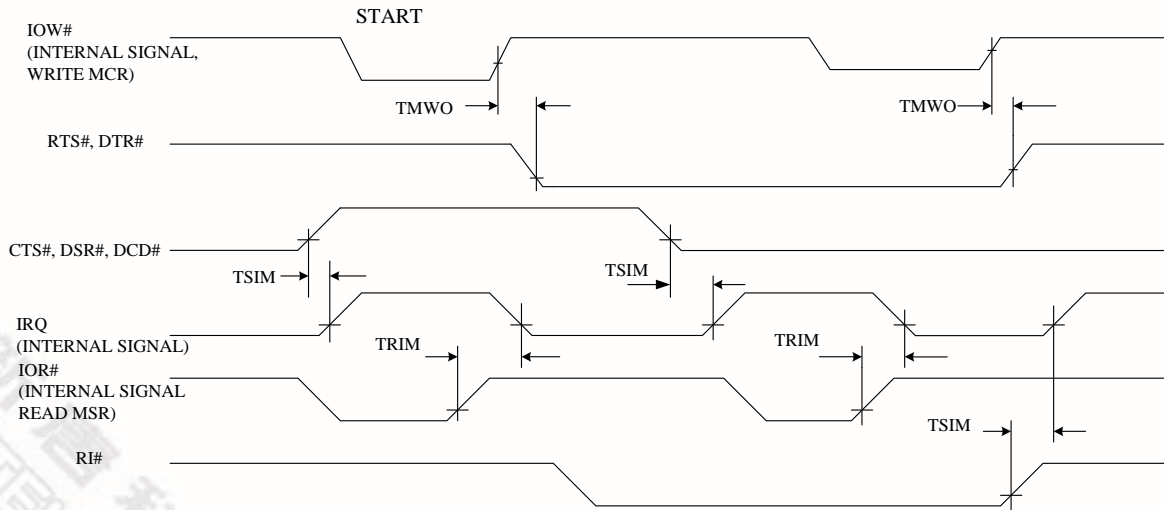 START
IOW#
(INTERNAL SIGNAL,
WRITE MCR)
TMWO
TMWO
RTS#, DTR#
CTS#, DSR#, DCD#
TSIM
TSIM
IRQ
(INTERNAL SIGNAL)
TRIM
TRIM
IOR#
(INTERNAL SIGNAL
READ MSR)
TSIM
RI#